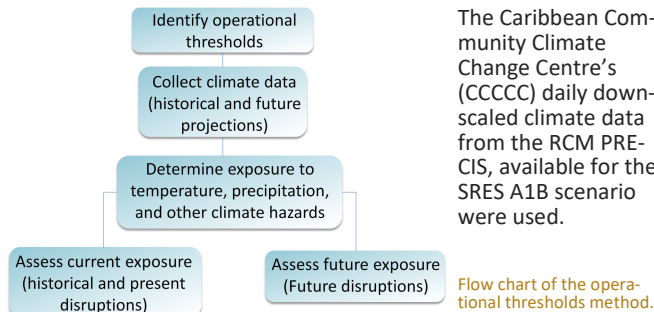 Identify operational
thresholds
Collect climate data
(historical and future
projections)
Determine exposure to
temperature, precipitation,
and other climate hazards
Assess current exposure
(historical and present
disruptions)
Assess future exposure
(Future disruptions)
The Caribbean Com-
munity Climate
Change Centre’s
(CCCCC) daily down-
scaled climate data
from the RCM PRE-
CIS, available for the
SRES A1B scenario
were used.
Flow chart of the opera-
tional thresholds method.